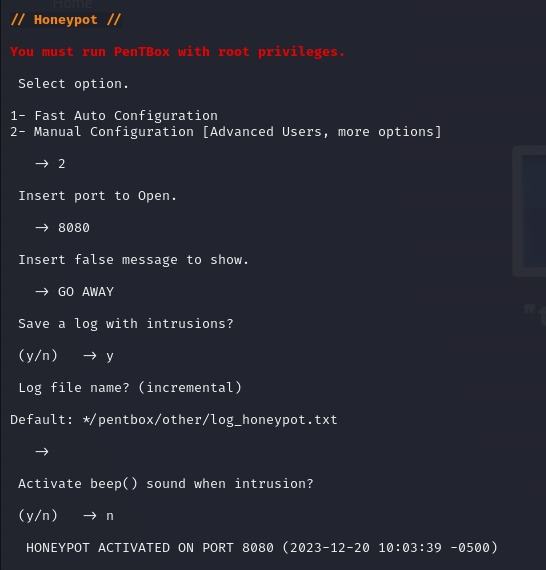 Home
// Honeypot //
You must run PenTBox with root privileges.
Select option.
1- Fast Auto Configuration
2- Manual Configuration [Advanced Users, more options]
→ 2
Insert port to Open.
→ 8080
Insert false message to show.
→ GO AWAY
Save a log with intrusions?
(y/n) → y
Log file name? (incremental)
Default: */pentbox/other/log_honeypot.txt
→
Activate beep() sound when intrusion?
(y/n) → n
HONEYPOT ACTIVATED ON PORT 8080 (2023-12-20 10:03:39 -0500)